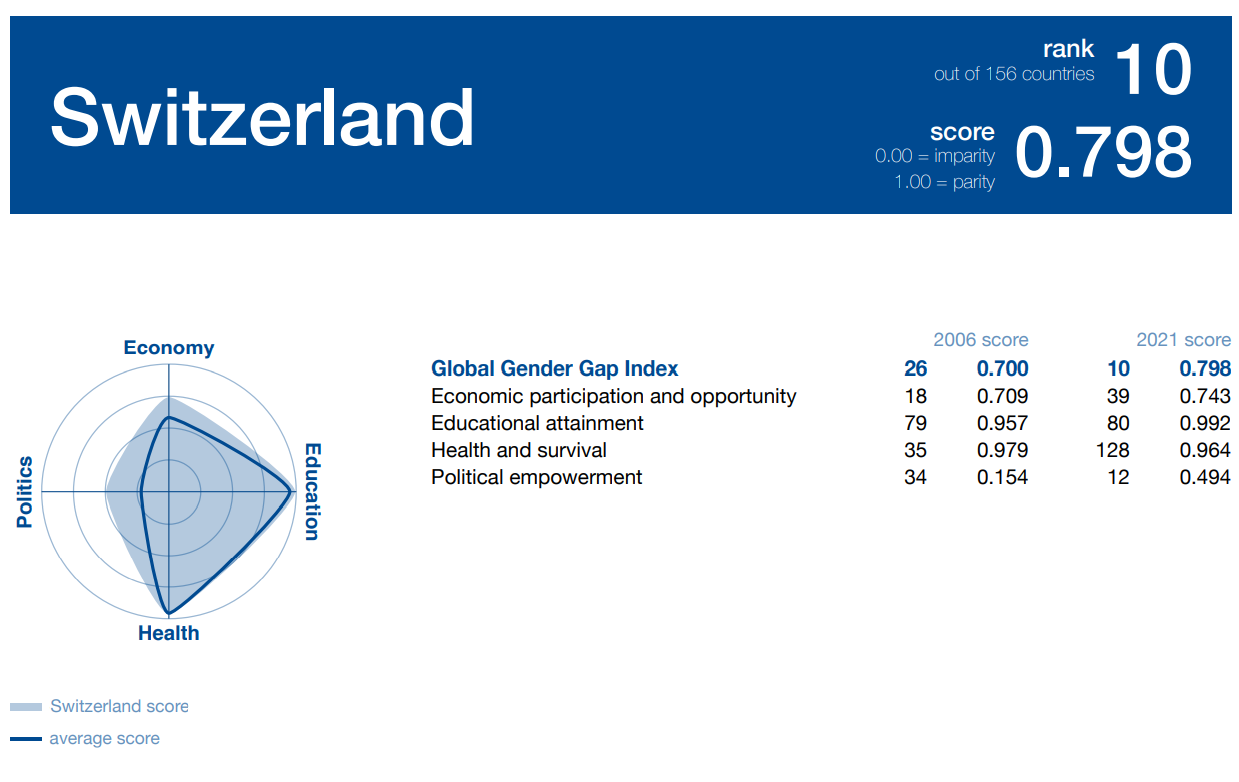 Switzerland
rank
out of 156 countries
10
score
0.00 = imparity
1.00 = parity
0.798
Economy
Education
Politics
Health
Switzerland score
average score
2006 score 2021 score
Global Gender Gap Index 26 0.700 10 0.798
Economic participation and opportunity 18 0.709 39 0.743
Educational attainment 79 0.957 80 0.992
Health and survival 35 0.979 128 0.964
Political empowerment 34 0.154 12 0.494